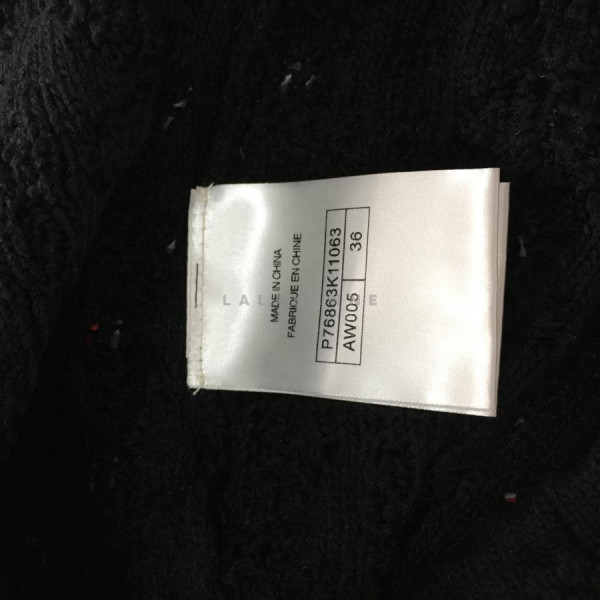 MADE IN CHINA
FABRIQUE EN CHINE
P76863K11063
AW005 36